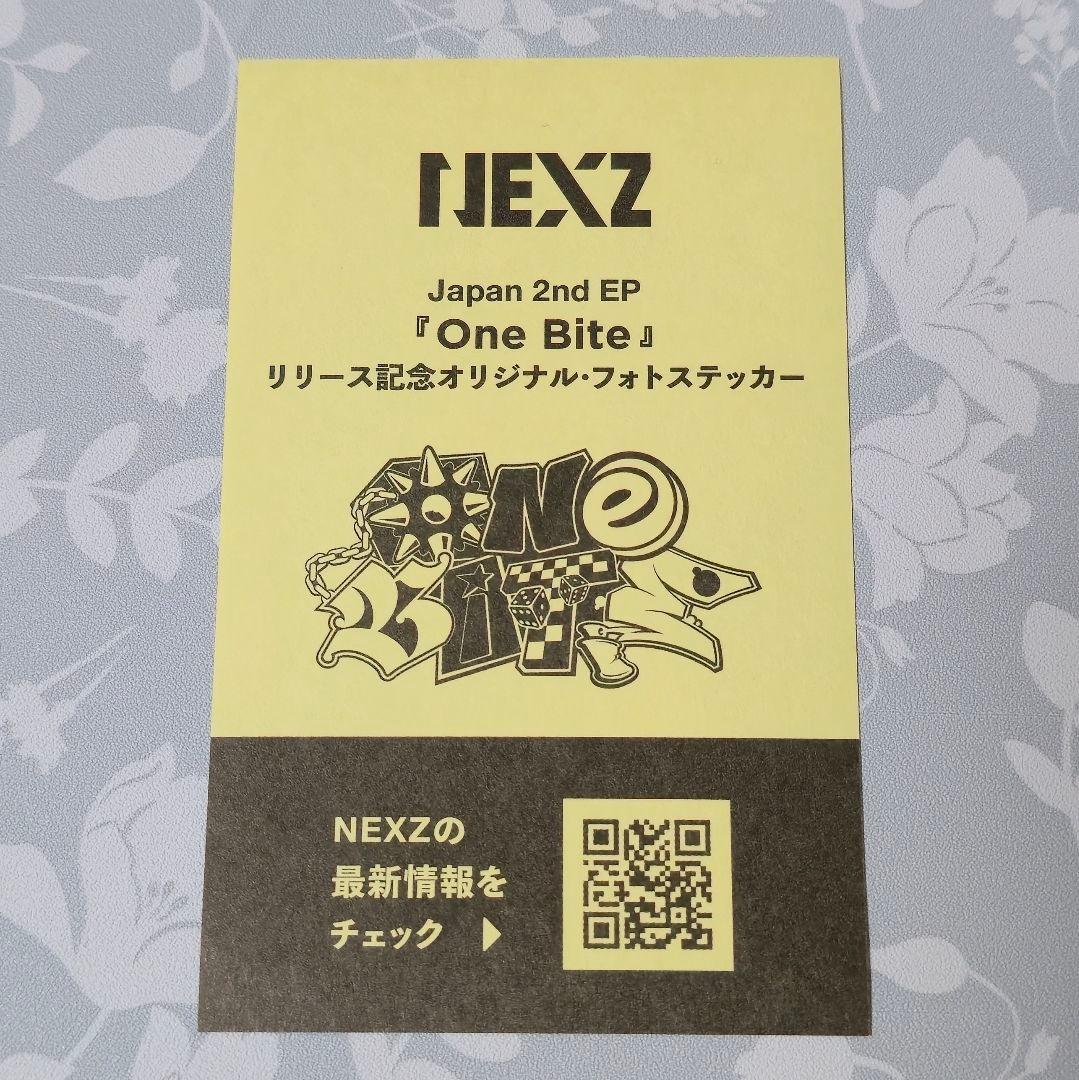 NEXZ
Japan 2nd EP
『One Bite』
リリース記念オリジナル・フォトステッカー
ONe
BITE
NEXZの
最新情報を
チェック ▶